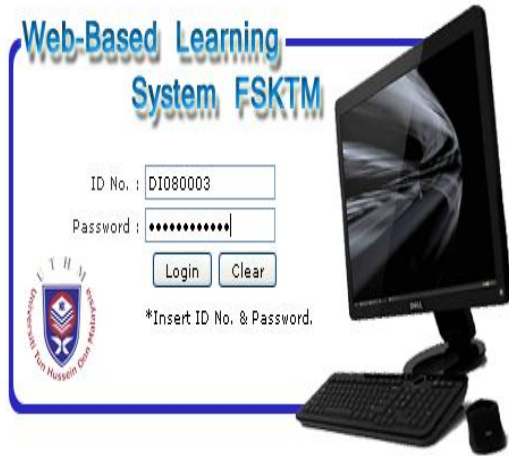 Web-Based Learning
System FSKTM
ID No. : DI080003
Password : ••••••••••••
Login Clear
*Insert ID No. & Password.
UTHM
Universiti Tun Hussein Onn Malaysia
DELL